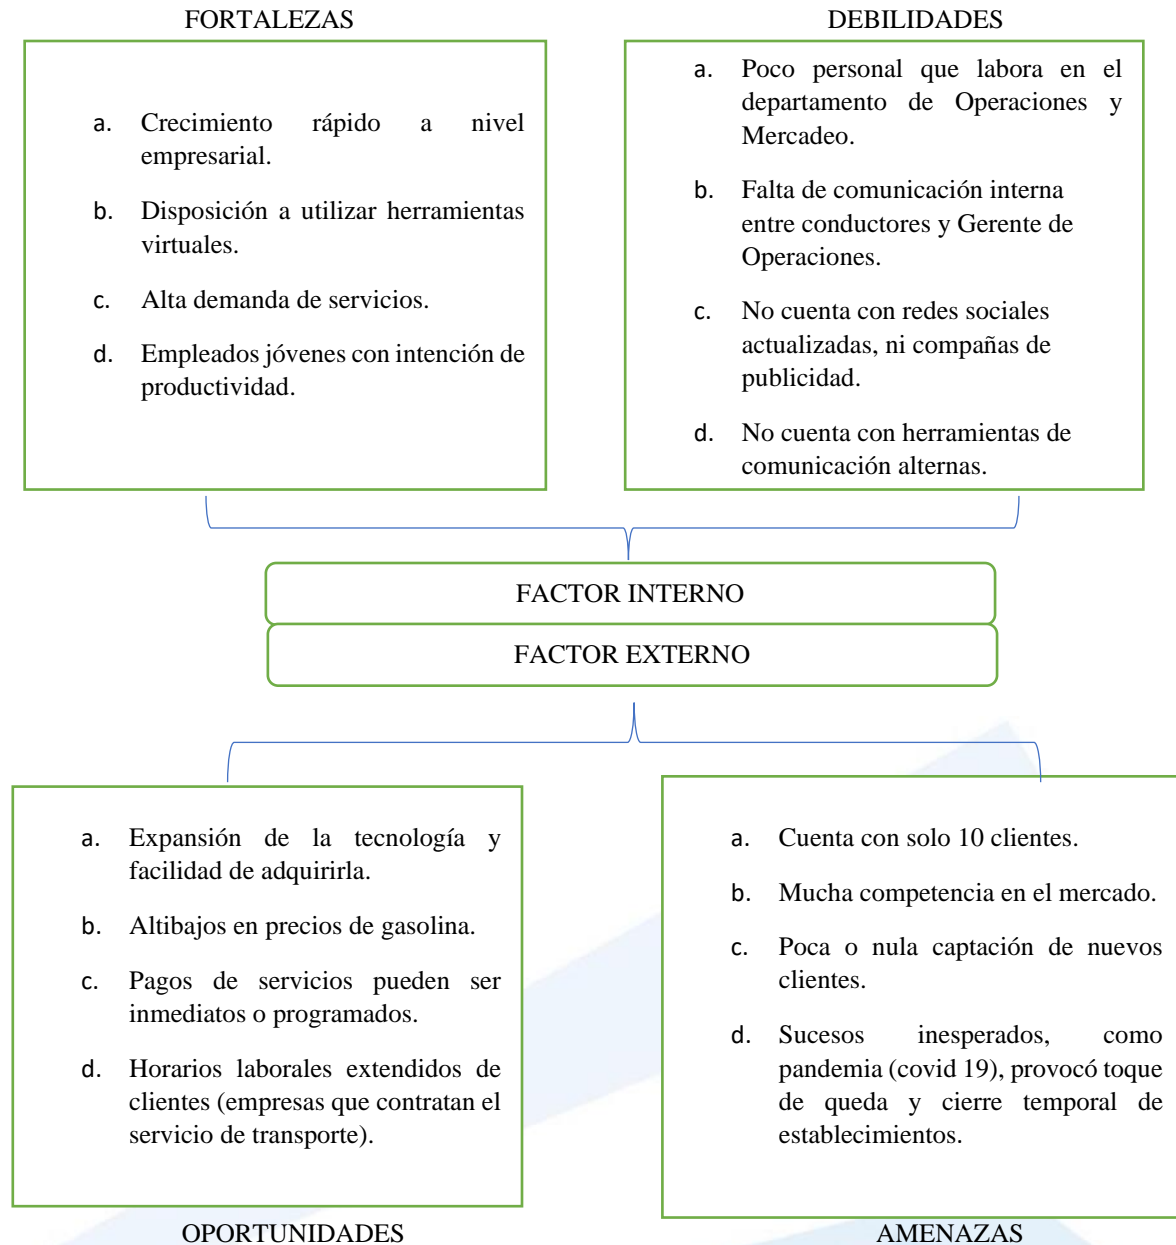 FORTALEZAS
a. Crecimiento rápido a nivel
empresarial.
b. Disposición a utilizar herramientas
virtuales.
c. Alta demanda de servicios.
d. Empleados jóvenes con intención de
productividad.
DEBILIDADES
a. Poco personal que labora en el
departamento de Operaciones y
Mercadeo.
b. Falta de comunicación interna
entre conductores y Gerente de
Operaciones.
c. No cuenta con redes sociales
actualizadas, ni compañas de
publicidad.
d. No cuenta con herramientas de
comunicación alternas.
FACTOR INTERNO
FACTOR EXTERNO
a. Expansión de la tecnología y
facilidad de adquirirla.
b. Altibajos en precios de gasolina.
c. Pagos de servicios pueden ser
inmediatos o programados.
d. Horarios laborales extendidos de
clientes (empresas que contratan el
servicio de transporte).
OPORTUNIDADES
a. Cuenta con solo 10 clientes.
b. Mucha competencia en el mercado.
c. Poca o nula captación de nuevos
clientes.
d. Sucesos inesperados, como
pandemia (covid 19), provocó toque
de queda y cierre temporal de
establecimientos.
AMENAZAS